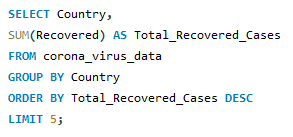 SELECT Country,
SUM(Recovered) AS Total_Recovered_Cases
FROM corona_virus_data
GROUP BY Country
ORDER BY Total_Recovered_Cases DESC
LIMIT 5;